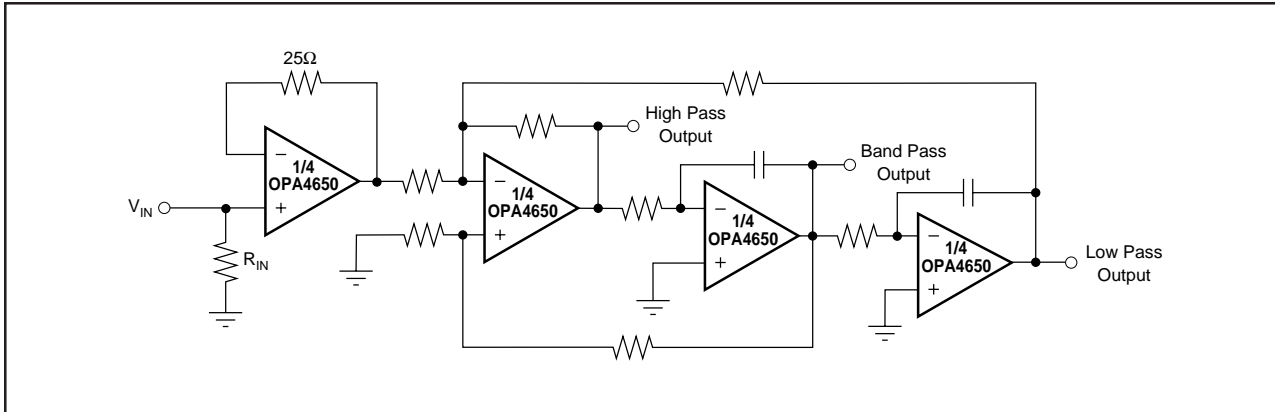 25Ω
High Pass
Output
Band Pass
Output
−
1/4
OPA4650
+
−
1/4
OPA4650
+
−
1/4
OPA4650
+
−
1/4
OPA4650
+
V_IN
R_IN
Low Pass
Output